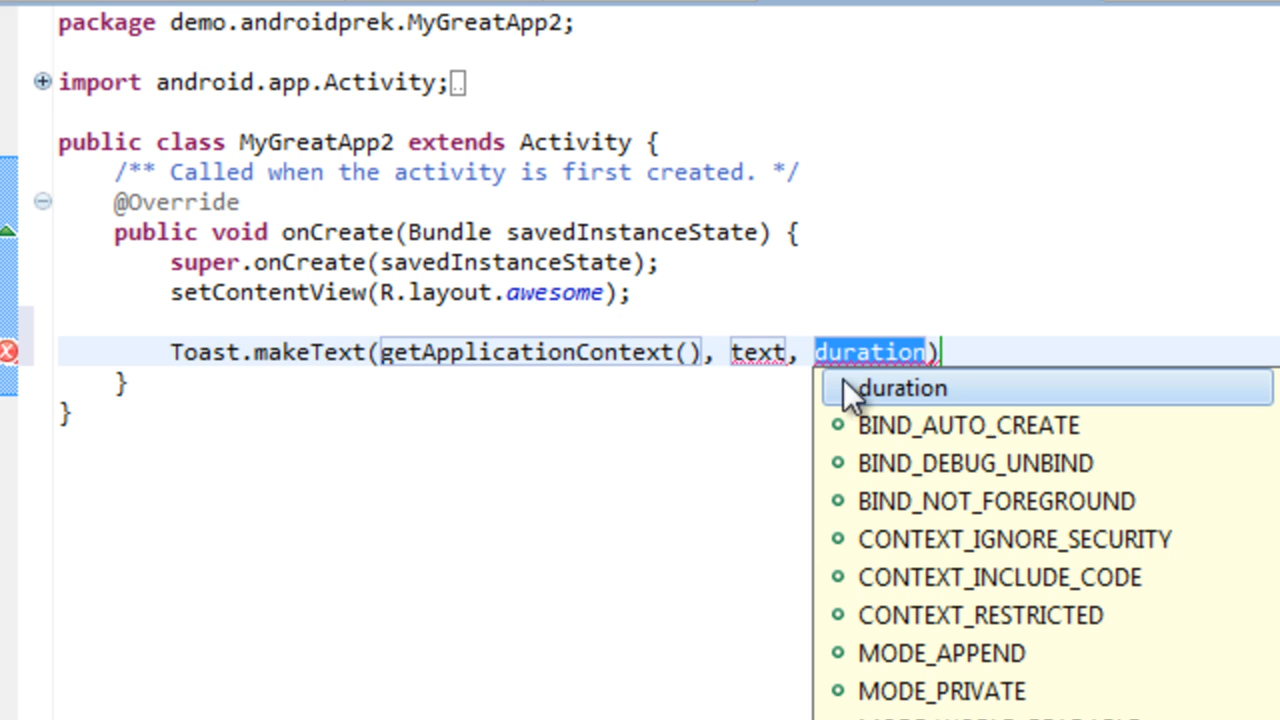 package demo.androidprek.MyGreatApp2;
import android.app.Activity;
public class MyGreatApp2 extends Activity {
/** Called when the activity is first created. */
@Override
public void onCreate(Bundle savedInstanceState) {
super.onCreate(savedInstanceState);
setContentView(R.layout.awesome);
Toast.makeText(getApplicationContext(), text, duration)
}
}
duration
BIND_AUTO_CREATE
BIND_DEBUG_UNBIND
BIND_NOT_FOREGROUND
CONTEXT_IGNORE_SECURITY
CONTEXT_INCLUDE_CODE
CONTEXT_RESTRICTED
MODE_APPEND
MODE_PRIVATE